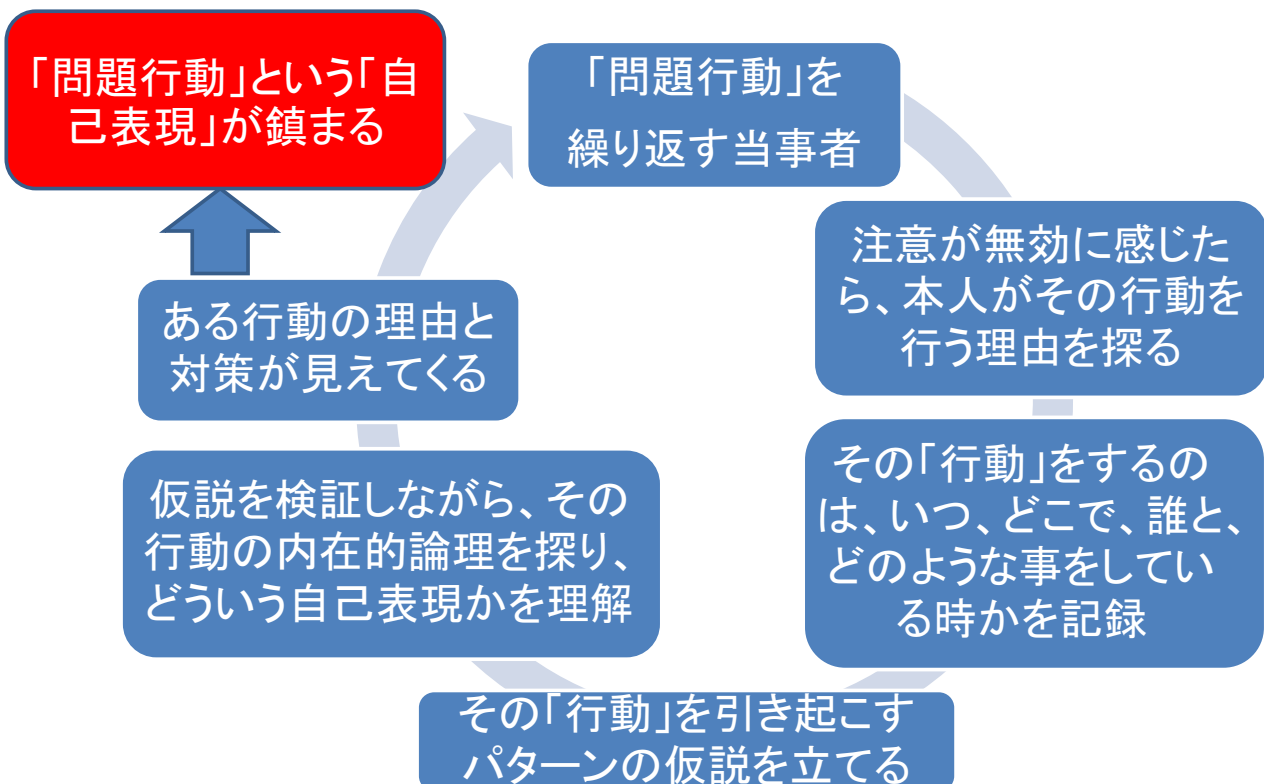 「問題行動」という「自
己表現」が鎮まる
「問題行動」を
繰り返す当事者
注意が無効に感じた
ら、本人がその行動を
行う理由を探る
その「行動」をするの
は、いつ、どこで、誰と、
どのような事をしてい
る時かを記録
その「行動」を引き起こす
パターンの仮説を立てる
仮説を検証しながら、その
行動の内在的論理を探り、
どういう自己表現かを理解
ある行動の理由と
対策が見えてくる